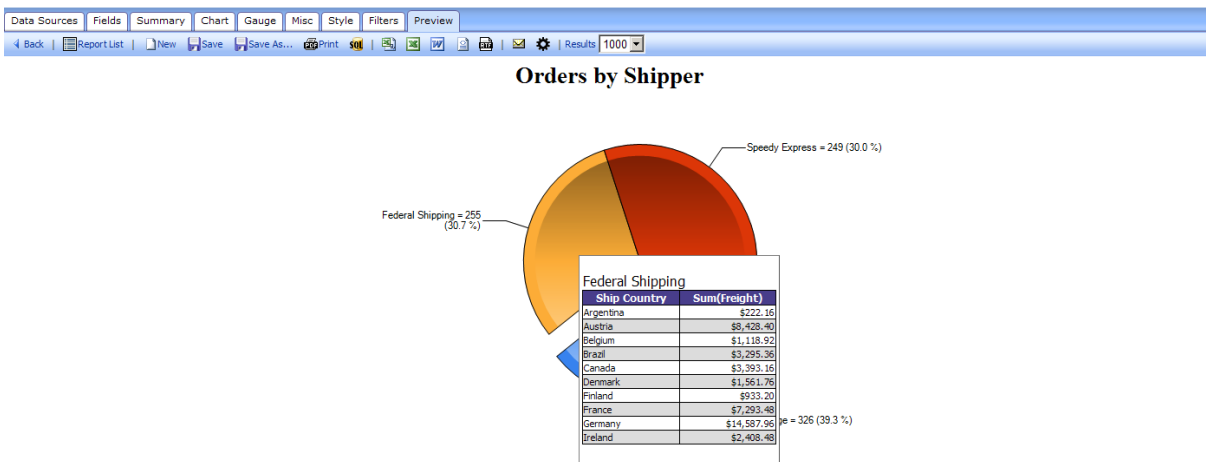 Data Sources Fields Summary Chart Gauge Misc Style Filters Preview
Back | Report List | New Save Save As... PDF Print SQL | W RTF | Results 1000
Orders by Shipper
Speedy Express = 249 (30.0 %)
Federal Shipping = 255
(30.7 %)
Federal Shipping
Ship Country Sum(Freight)
Argentina $222.16
Austria $8,428.40
Belgium $1,118.92
Brazil $3,295.36
Canada $3,393.16
Denmark $1,561.76
Finland $933.20
France $7,293.48
Germany $14,587.96
= 326 (39.3 %)
Ireland $2,408.48